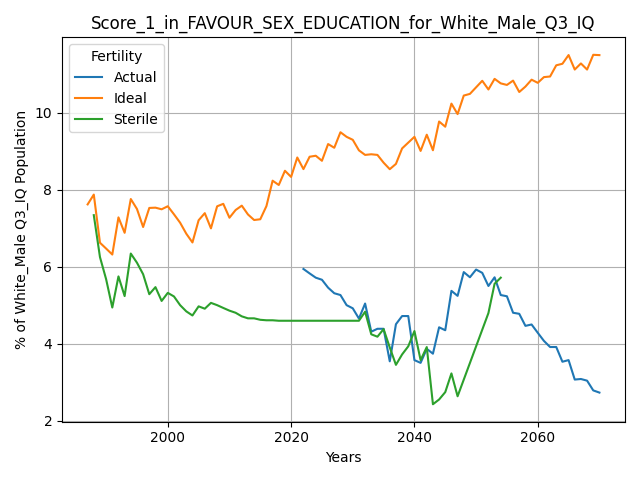 Score_1_in_FAVOUR_SEX_EDUCATION_for_White_Male_Q3_IQ
Fertility
Actual
Ideal
Sterile
% of White_Male Q3_IQ Population
10
8
6
4
2
2000 2020 2040 2060
Years